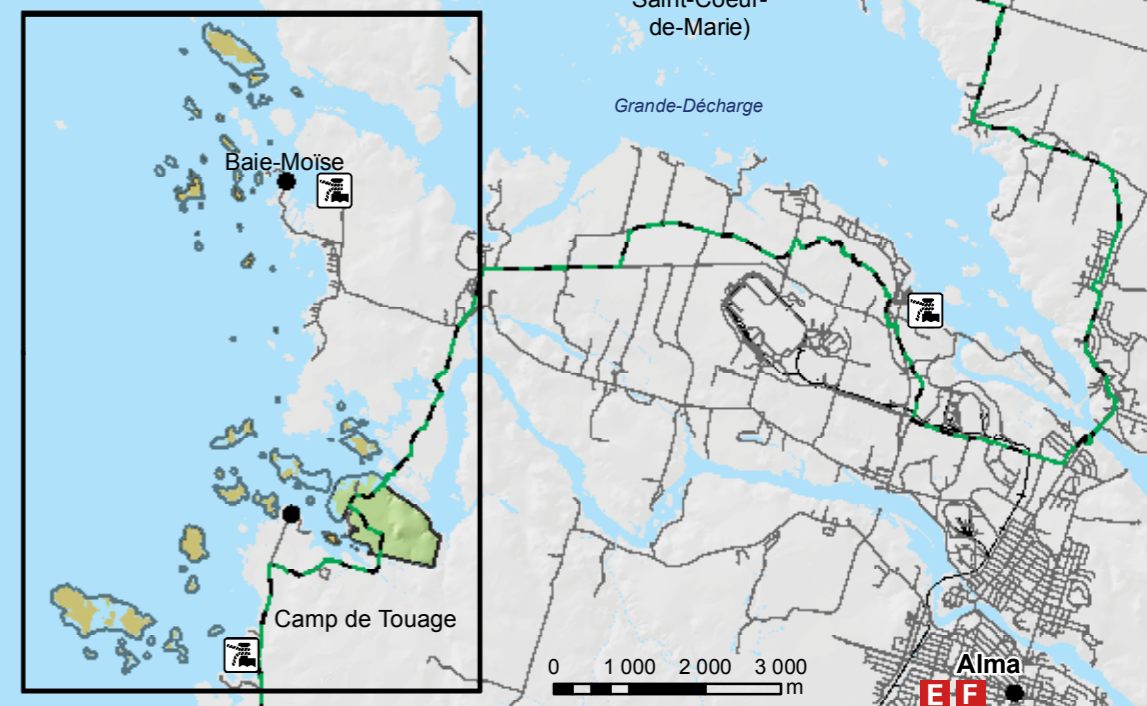 Saint-Coeur-
de-Marie)
Grande-Décharge
Baie-Moïse
Camp de Touage
0 1 000 2 000 3 000
m
Alma
E F